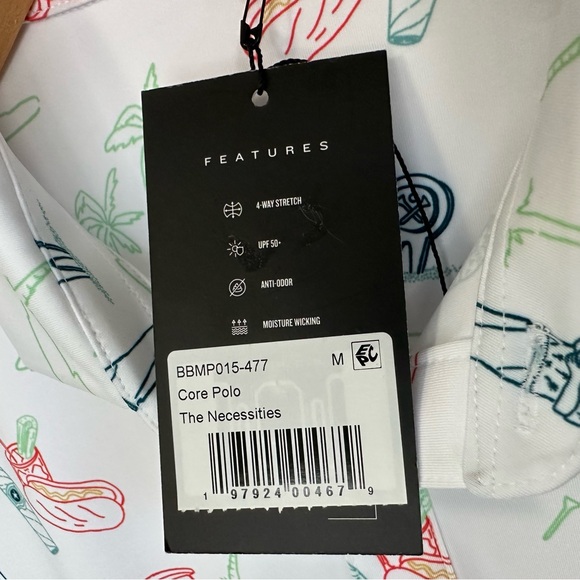 FEATURES
4-WAY STRETCH
UPF 50+
ANTI-ODOR
MOISTURE WICKING
BBMP015-477 M EPC
Core Polo
The Necessities
1 97924 00467 9